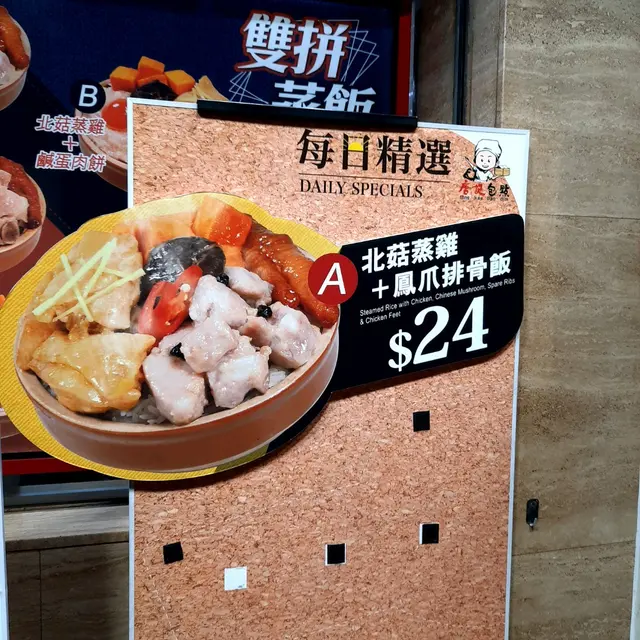 雙拼
蒸飯
B
北菇蒸雞
+
鹹蛋肉餅
每日精選
DAILY SPECIALS
A
北菇蒸雞
+鳳爪排骨飯
Steamed Rice with Chicken, Chinese Mushroom, Spare Ribs
& Chicken Feet
$24